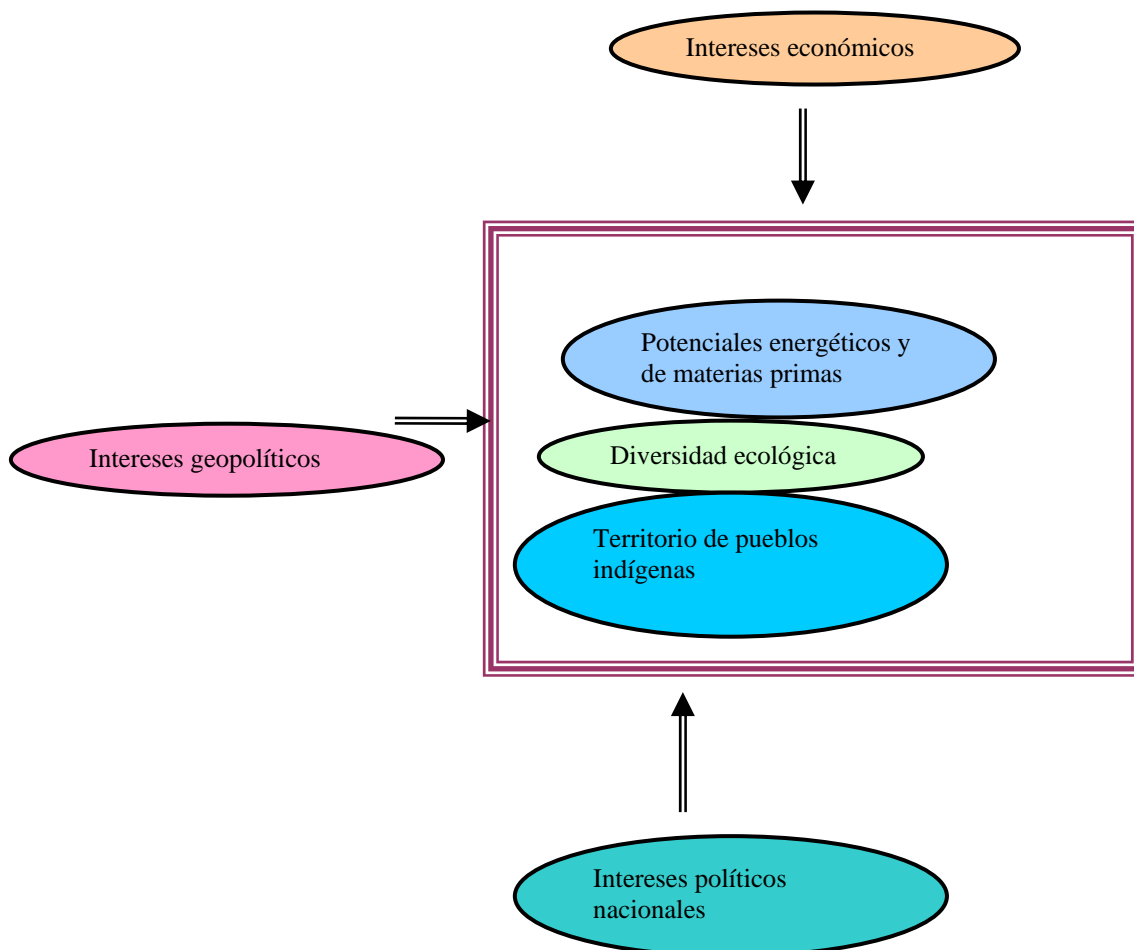 Intereses económicos
Potenciales energéticos y
de materias primas
Intereses geopolíticos
Diversidad ecológica
Territorio de pueblos
indígenas
Intereses políticos
nacionales